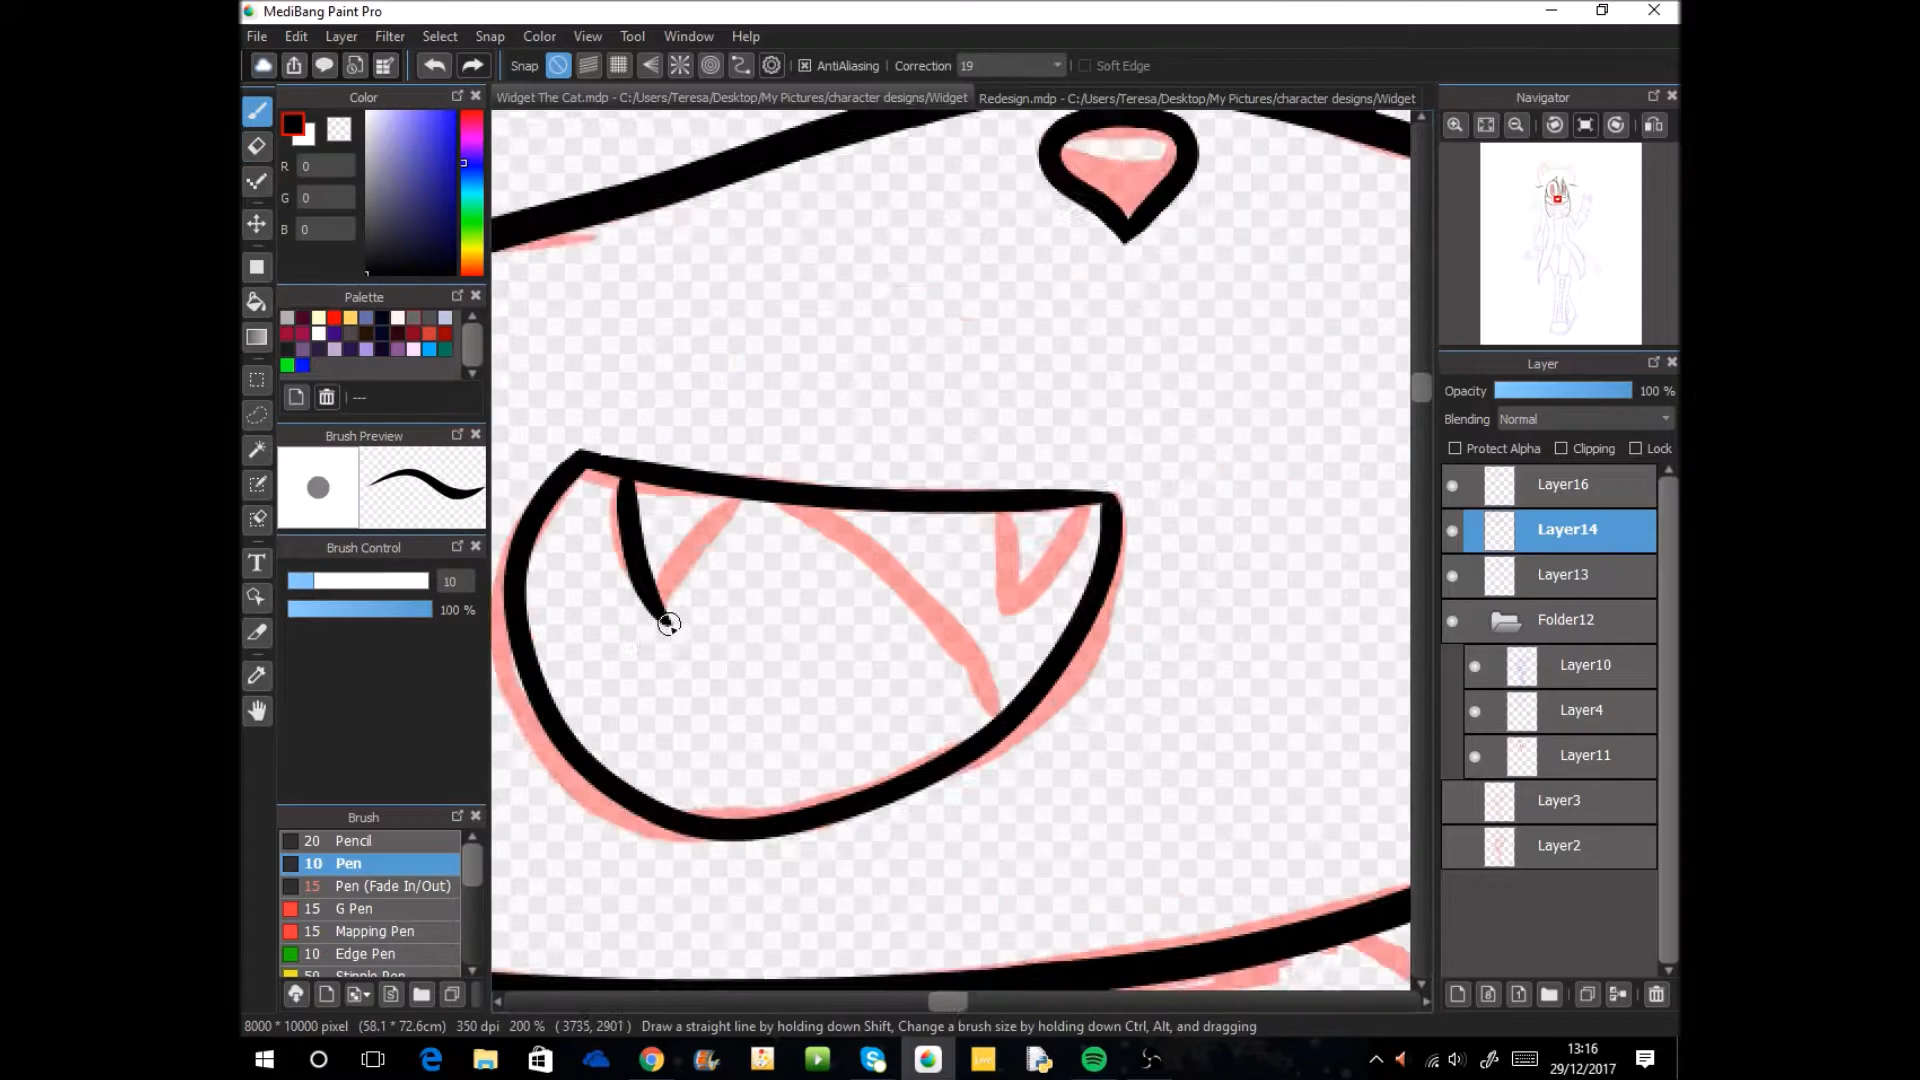 MediBang Paint Pro
File Edit Layer Filter Select Snap Color View Tool Window Help
Snap AntiAliasing Correction 19 Soft Edge
Color
Widget The Cat.mdp - C:/Users/Teresa/Desktop/My Pictures/character designs/Widget
Redesign.mdp - C:/Users/Teresa/Desktop/My Pictures/character designs/Widget
Navigator
R 0
G 0
B 0
Palette
---
Brush Preview
Brush Control
10
100 %
Brush
20 Pencil
10 Pen
15 Pen (Fade In/Out)
15 G Pen
15 Mapping Pen
10 Edge Pen
50 Stipple Pen
Layer
Opacity 100 %
Blending Normal
Protect Alpha Clipping Lock
Layer16
Layer14
Layer13
Folder12
Layer10
Layer4
Layer11
Layer3
Layer2
8000 * 10000 pixel (58.1 * 72.6cm) 350 dpi 200 % ( 3735, 2901 ) Draw a straight line by holding down Shift, Change a brush size by holding down Ctrl, Alt, and dragging
13:16
29/12/2017